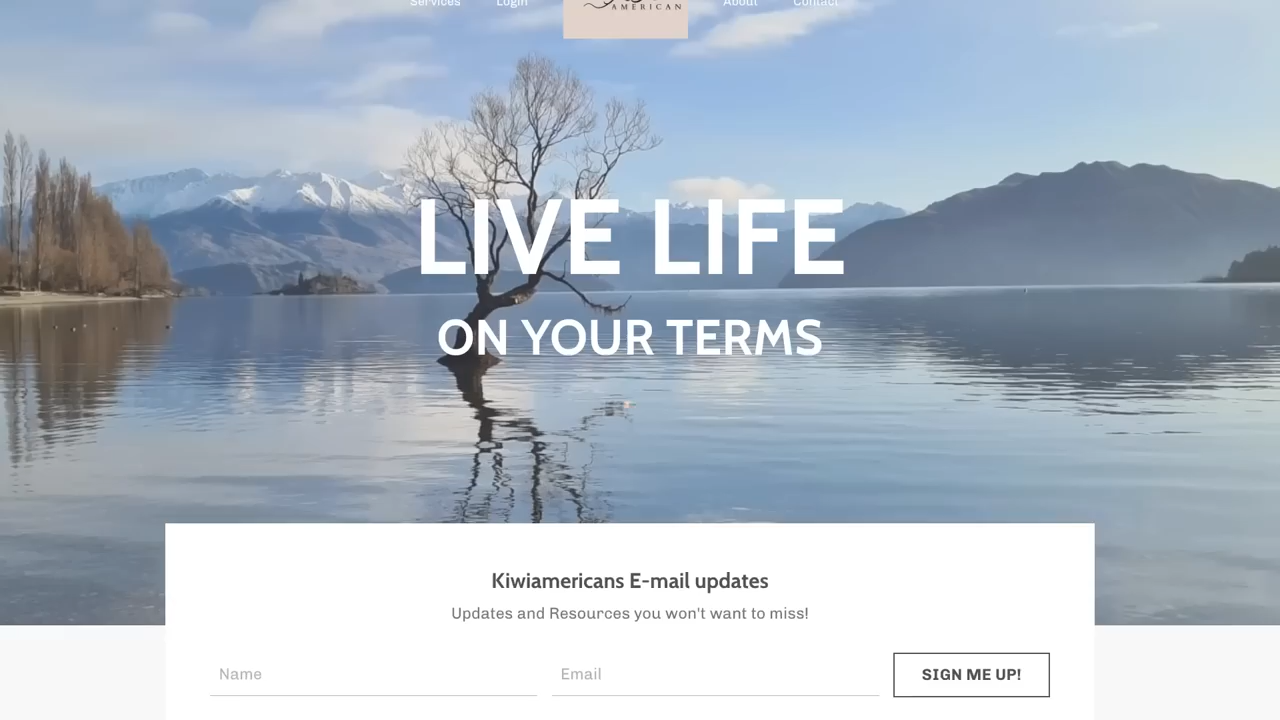 Services Login About Contact
AMERICAN
LIVE LIFE
ON YOUR TERMS
Kiwiamericans E-mail updates
Updates and Resources you won't want to miss!
Name Email SIGN ME UP!